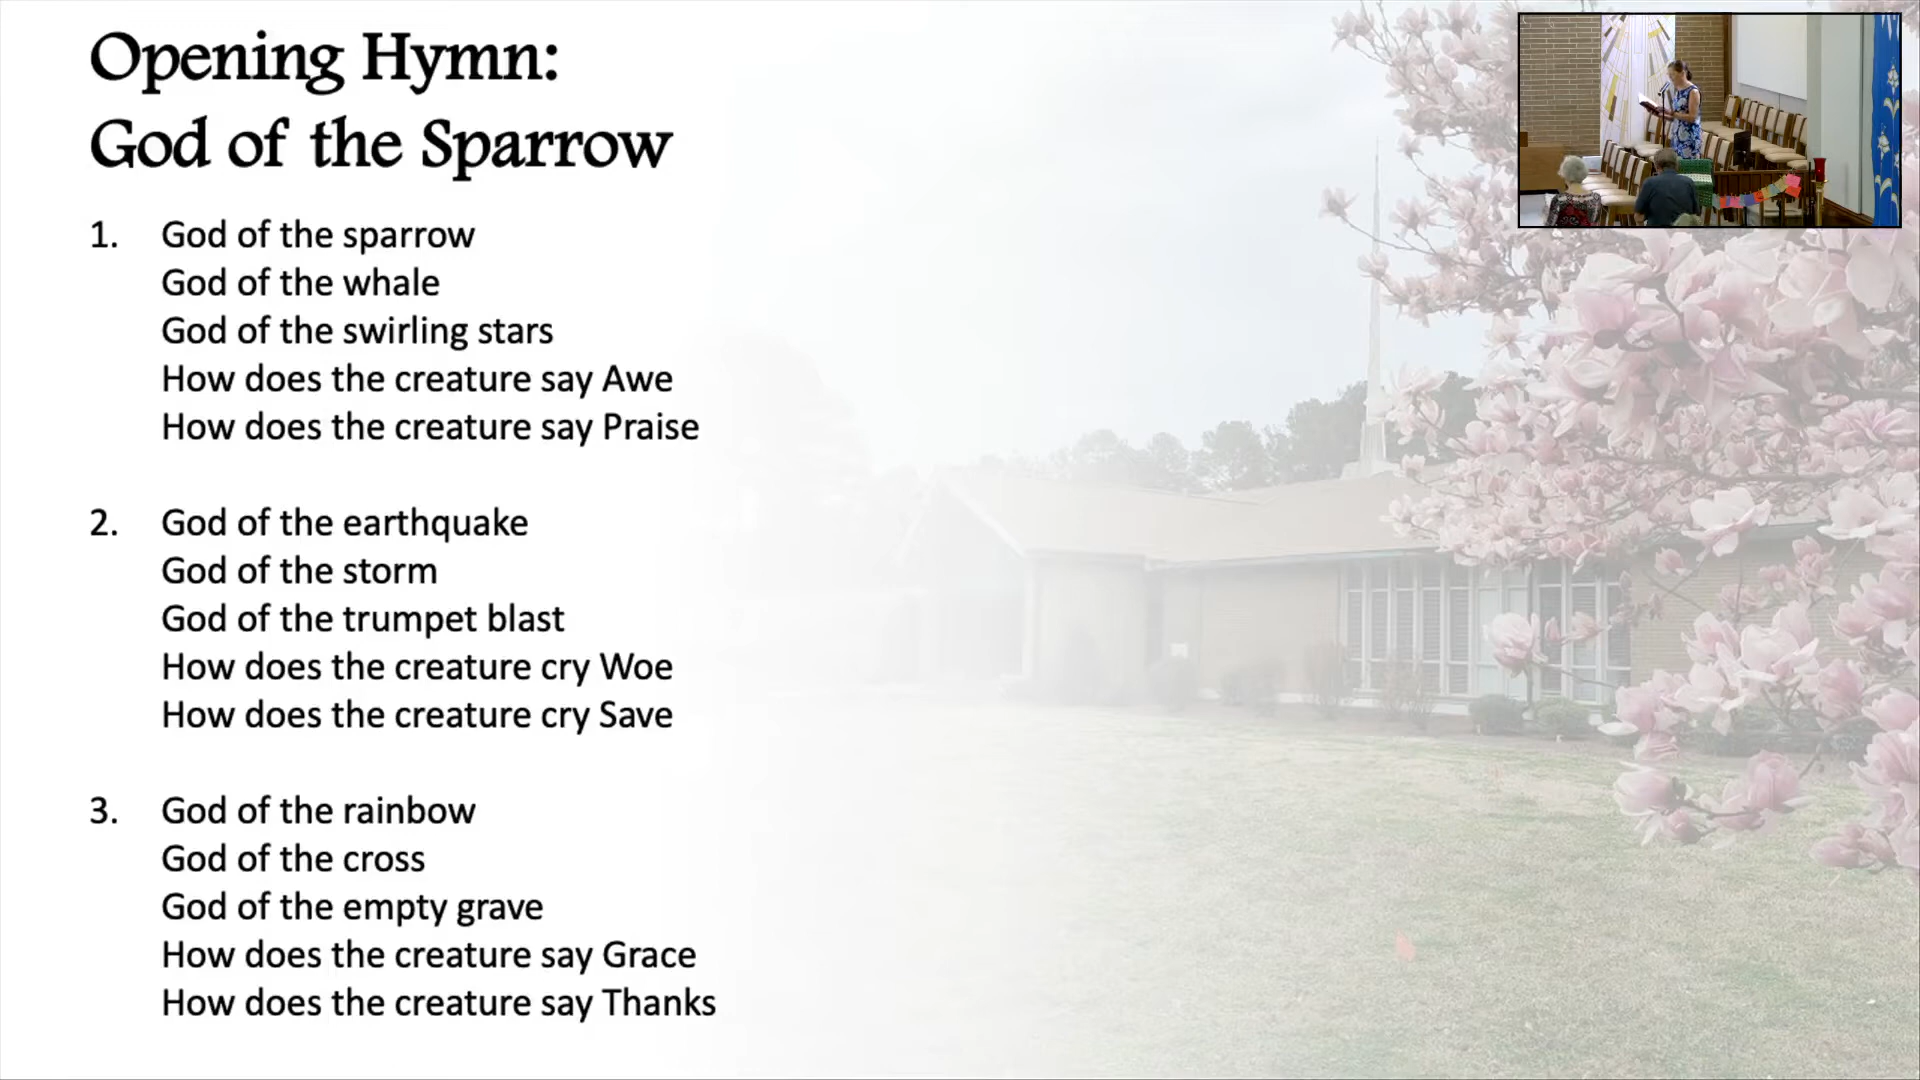 Opening Hymn:
God of the Sparrow
1. God of the sparrow
God of the whale
God of the swirling stars
How does the creature say Awe
How does the creature say Praise
2. God of the earthquake
God of the storm
God of the trumpet blast
How does the creature cry Woe
How does the creature cry Save
3. God of the rainbow
God of the cross
God of the empty grave
How does the creature say Grace
How does the creature say Thanks